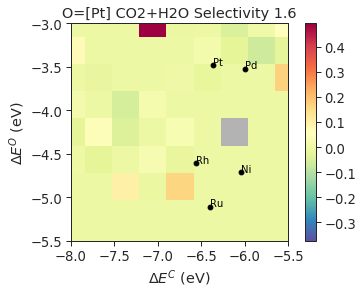 O=[Pt] CO2+H2O Selectivity 1.6
−3.0
−3.5
−4.0
−4.5
−5.0
−5.5
ΔE^O (eV)
Pt
Pd
Rh
Ni
Ru
−8.0 −7.5 −7.0 −6.5 −6.0 −5.5
ΔE^C (eV)
0.4
0.3
0.2
0.1
0.0
−0.1
−0.2
−0.3